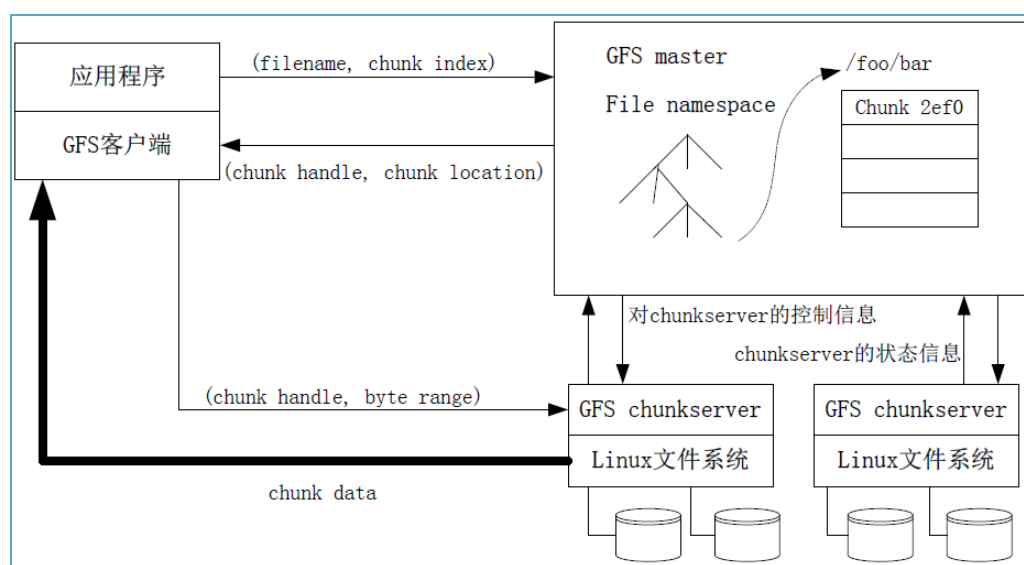 应用程序
GFS客户端
(filename, chunk index)
(chunk handle, chunk location)
GFS master
File namespace
/foo/bar
Chunk 2ef0
对chunkserver的控制信息
chunkserver的状态信息
(chunk handle, byte range)
GFS chunkserver
Linux文件系统
GFS chunkserver
Linux文件系统
chunk data